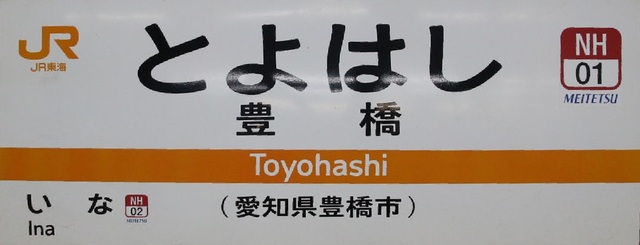 JR
JR東海
とよはし
NH
01
MEITETSU
豊橋
Toyohashi
いな
NH
02
MEITETSU
Ina
(愛知県豊橋市)